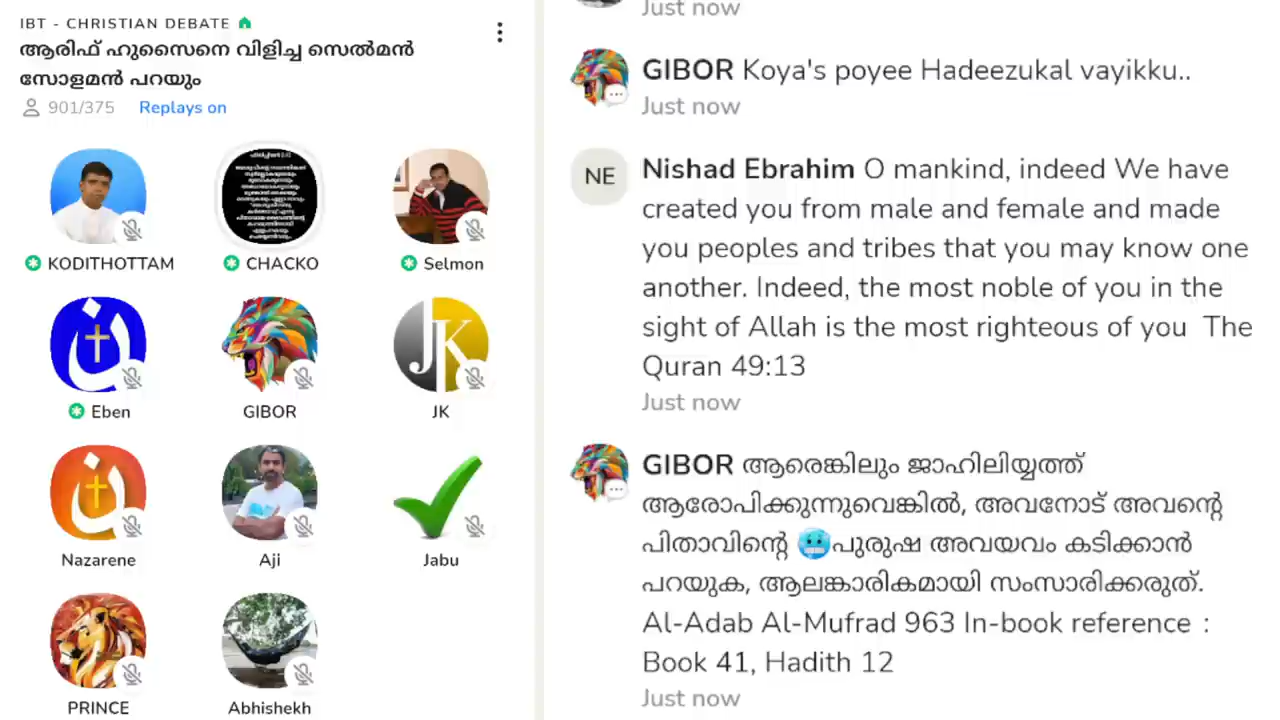 IBT - CHRISTIAN DEBATE
ആരിഫ് ഹുസൈനെ വിളിച്ച സെൽമൻ
സോളമൻ പറയും
901/375 Replays on
KODITHOTTAM
CHACKO
Selmon
Eben
GIBOR
JK
JK
Nazarene
Aji
Jabu
PRINCE
Abhishekh
Just now
GIBOR Koya's poyee Hadeezukal vayikku..
Just now
NE
Nishad Ebrahim O mankind, indeed We have
created you from male and female and made
you peoples and tribes that you may know one
another. Indeed, the most noble of you in the
sight of Allah is the most righteous of you The
Quran 49:13
Just now
GIBOR ആരെങ്കിലും ജാഹിലിയ്യത്ത്
ആരോപിക്കുന്നുവെങ്കിൽ, അവനോട് അവന്റെ
പിതാവിന്റെ 🥶പുരുഷ അവയവം കടിക്കാൻ
പറയുക, ആലങ്കാരികമായി സംസാരിക്കരുത്.
Al-Adab Al-Mufrad 963 In-book reference :
Book 41, Hadith 12
Just now